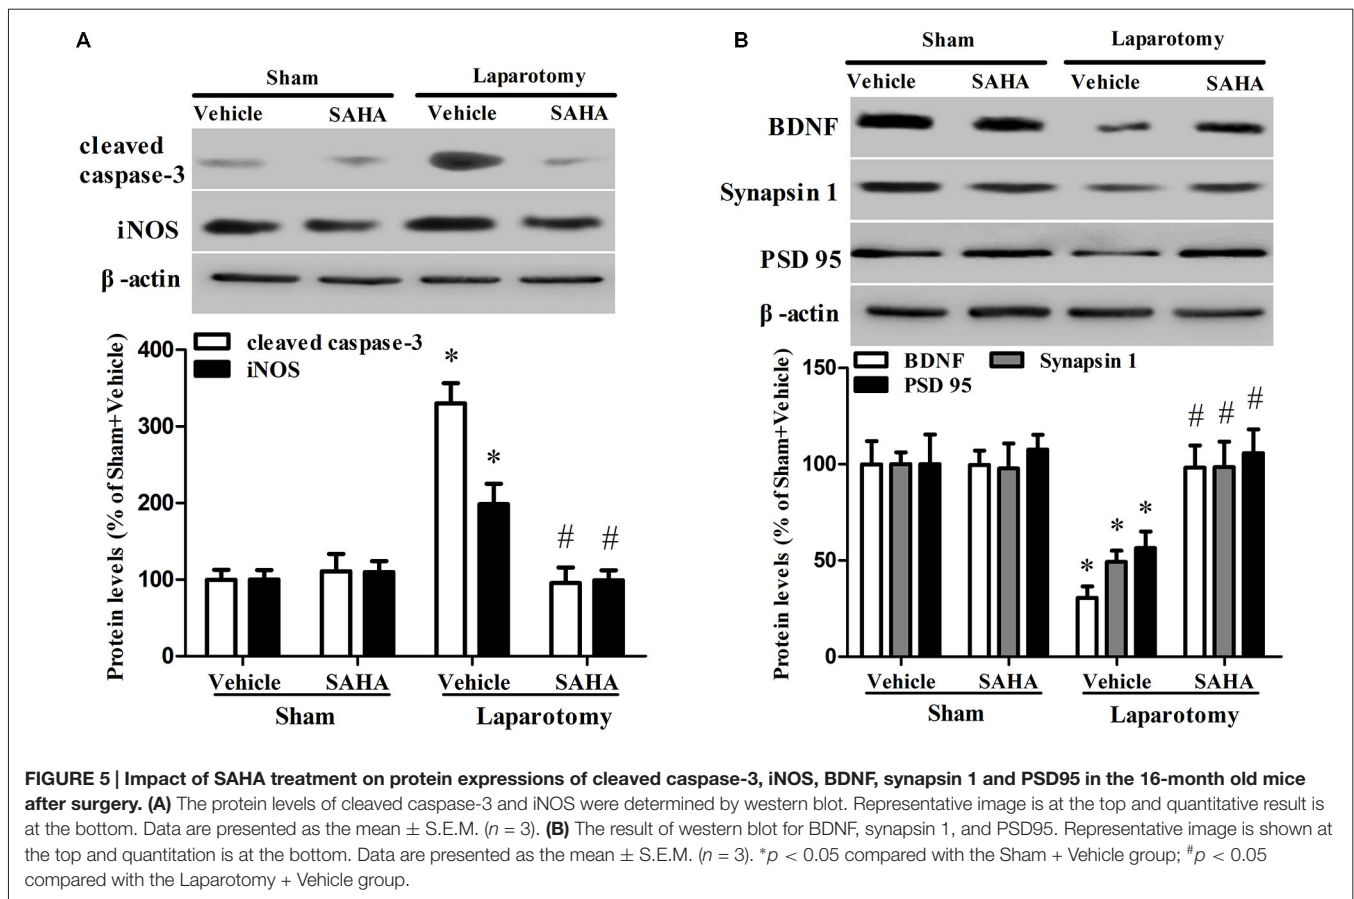 A
Sham
Laparotomy
Vehicle
SAHA
Vehicle
SAHA
cleaved
caspase-3
iNOS
β -actin
cleaved caspase-3
iNOS
Protein levels (% of Sham+Vehicle)
400
300
200
100
0
*
*
#
#
Vehicle
SAHA
Vehicle
SAHA
Sham
Laparotomy
B
Sham
Laparotomy
Vehicle
SAHA
Vehicle
SAHA
BDNF
Synapsin 1
PSD 95
β -actin
BDNF
Synapsin 1
PSD 95
Protein levels (% of Sham+Vehicle)
150
100
50
0
*
*
*
#
#
#
Vehicle
SAHA
Vehicle
SAHA
Sham
Laparotomy
FIGURE 5 | Impact of SAHA treatment on protein expressions of cleaved caspase-3, iNOS, BDNF, synapsin 1 and PSD95 in the 16-month old mice
after surgery. (A) The protein levels of cleaved caspase-3 and iNOS were determined by western blot. Representative image is at the top and quantitative result is
at the bottom. Data are presented as the mean ± S.E.M. (n = 3). (B) The result of western blot for BDNF, synapsin 1, and PSD95. Representative image is shown at
the top and quantitation is at the bottom. Data are presented as the mean ± S.E.M. (n = 3). *p < 0.05 compared with the Sham + Vehicle group; #p < 0.05
compared with the Laparotomy + Vehicle group.